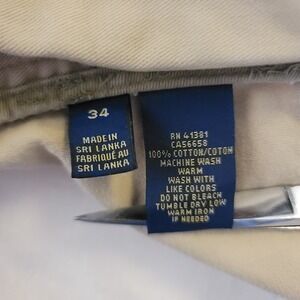 34
MADE IN
SRI LANKA
FABRIQUÉ AU
SRI LANKA
RN 41381
CA56658
100% COTTON/COTON
MACHINE WASH
WARM
WASH WITH
LIKE COLORS
DO NOT BLEACH
TUMBLE DRY LOW
WARM IRON
IF NEEDED